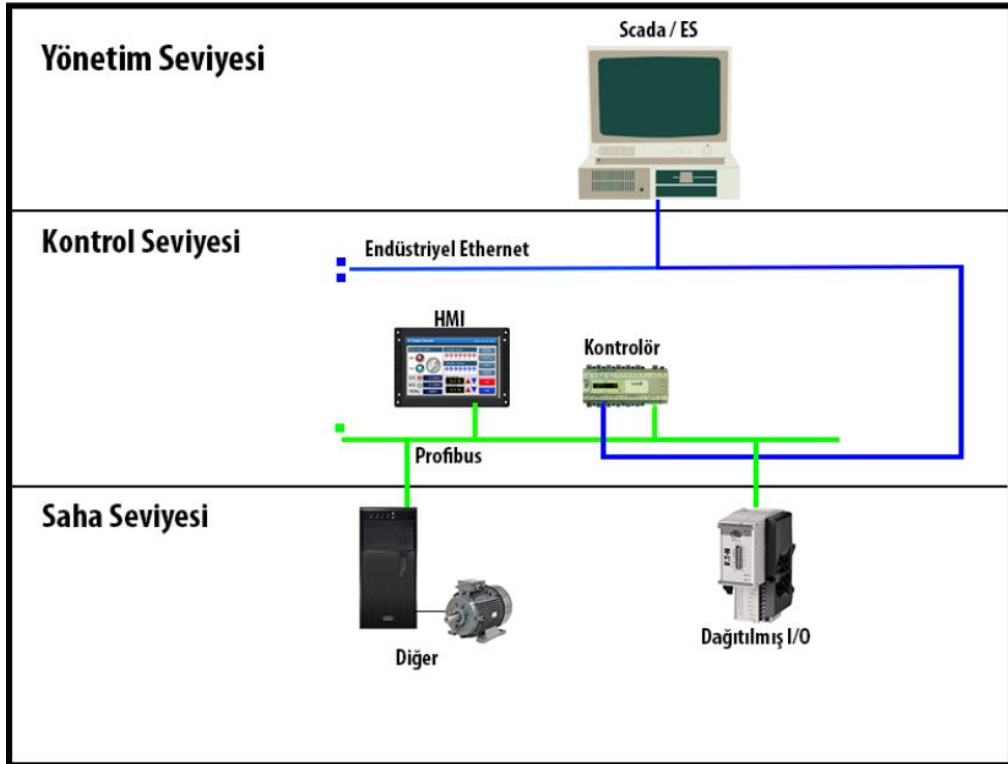 Yönetim Seviyesi
Scada / ES
Kontrol Seviyesi
Endüstriyel Ethernet
HMI
Kontrolör
Profibus
Saha Seviyesi
Diğer
Dağıtılmış I/O